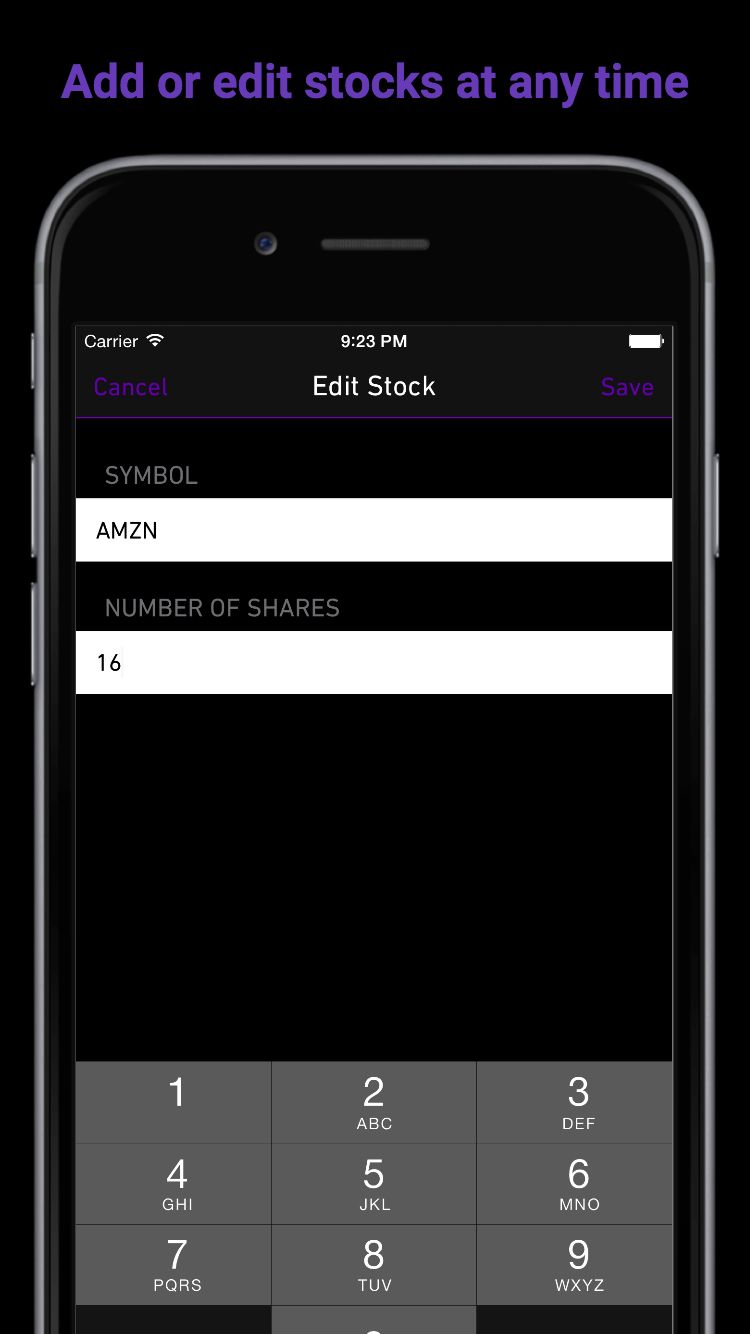 Add or edit stocks at any time
Carrier 9:23 PM
Cancel Edit Stock Save
SYMBOL
AMZN
NUMBER OF SHARES
16
1 2 3
ABC DEF
4 5 6
GHI JKL MNO
7 8 9
PQRS TUV WXYZ